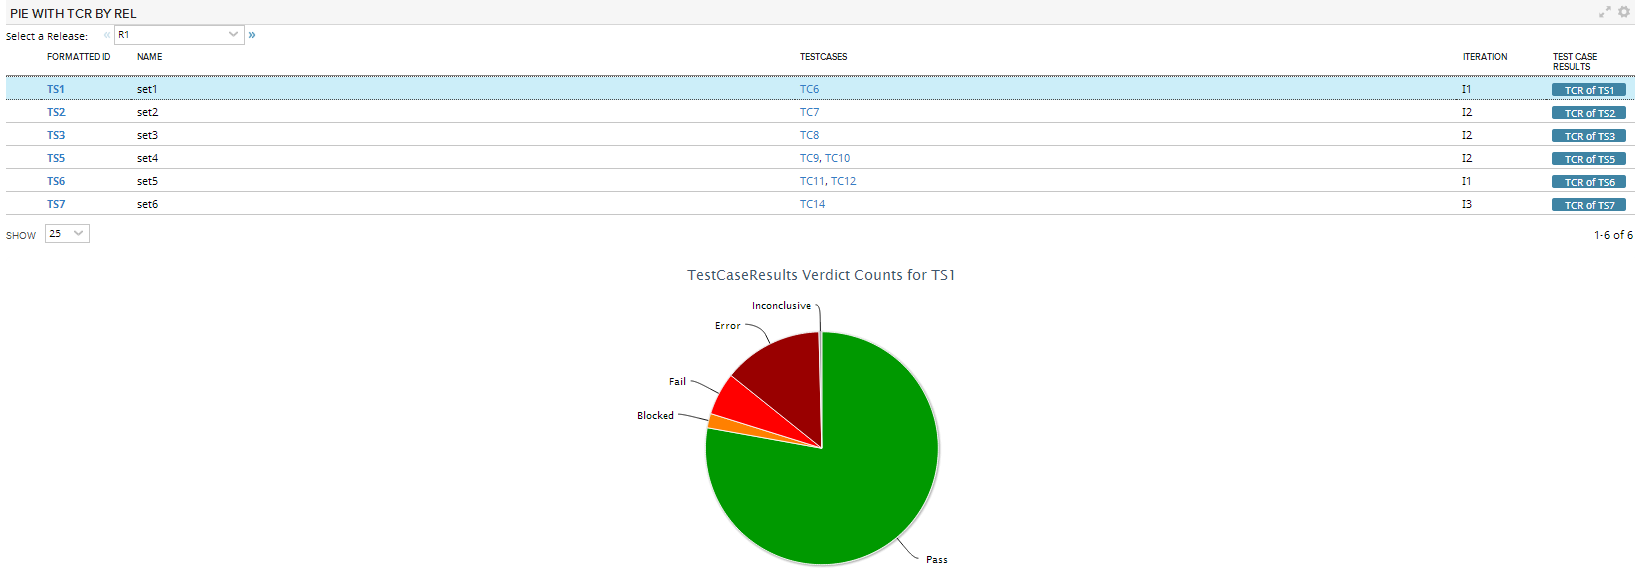 PIE WITH TCR BY REL
Select a Release: « R1 »
FORMATTED ID NAME TESTCASES ITERATION TEST CASE RESULTS
TS1 set1 TC6 I1 TCR of TS1
TS2 set2 TC7 I2 TCR of TS2
TS3 set3 TC8 I2 TCR of TS3
TS5 set4 TC9, TC10 I2 TCR of TS5
TS6 set5 TC11, TC12 I1 TCR of TS6
TS7 set6 TC14 I3 TCR of TS7
SHOW 25 1-6 of 6
TestCaseResults Verdict Counts for TS1
Inconclusive
Error
Fail
Blocked
Pass